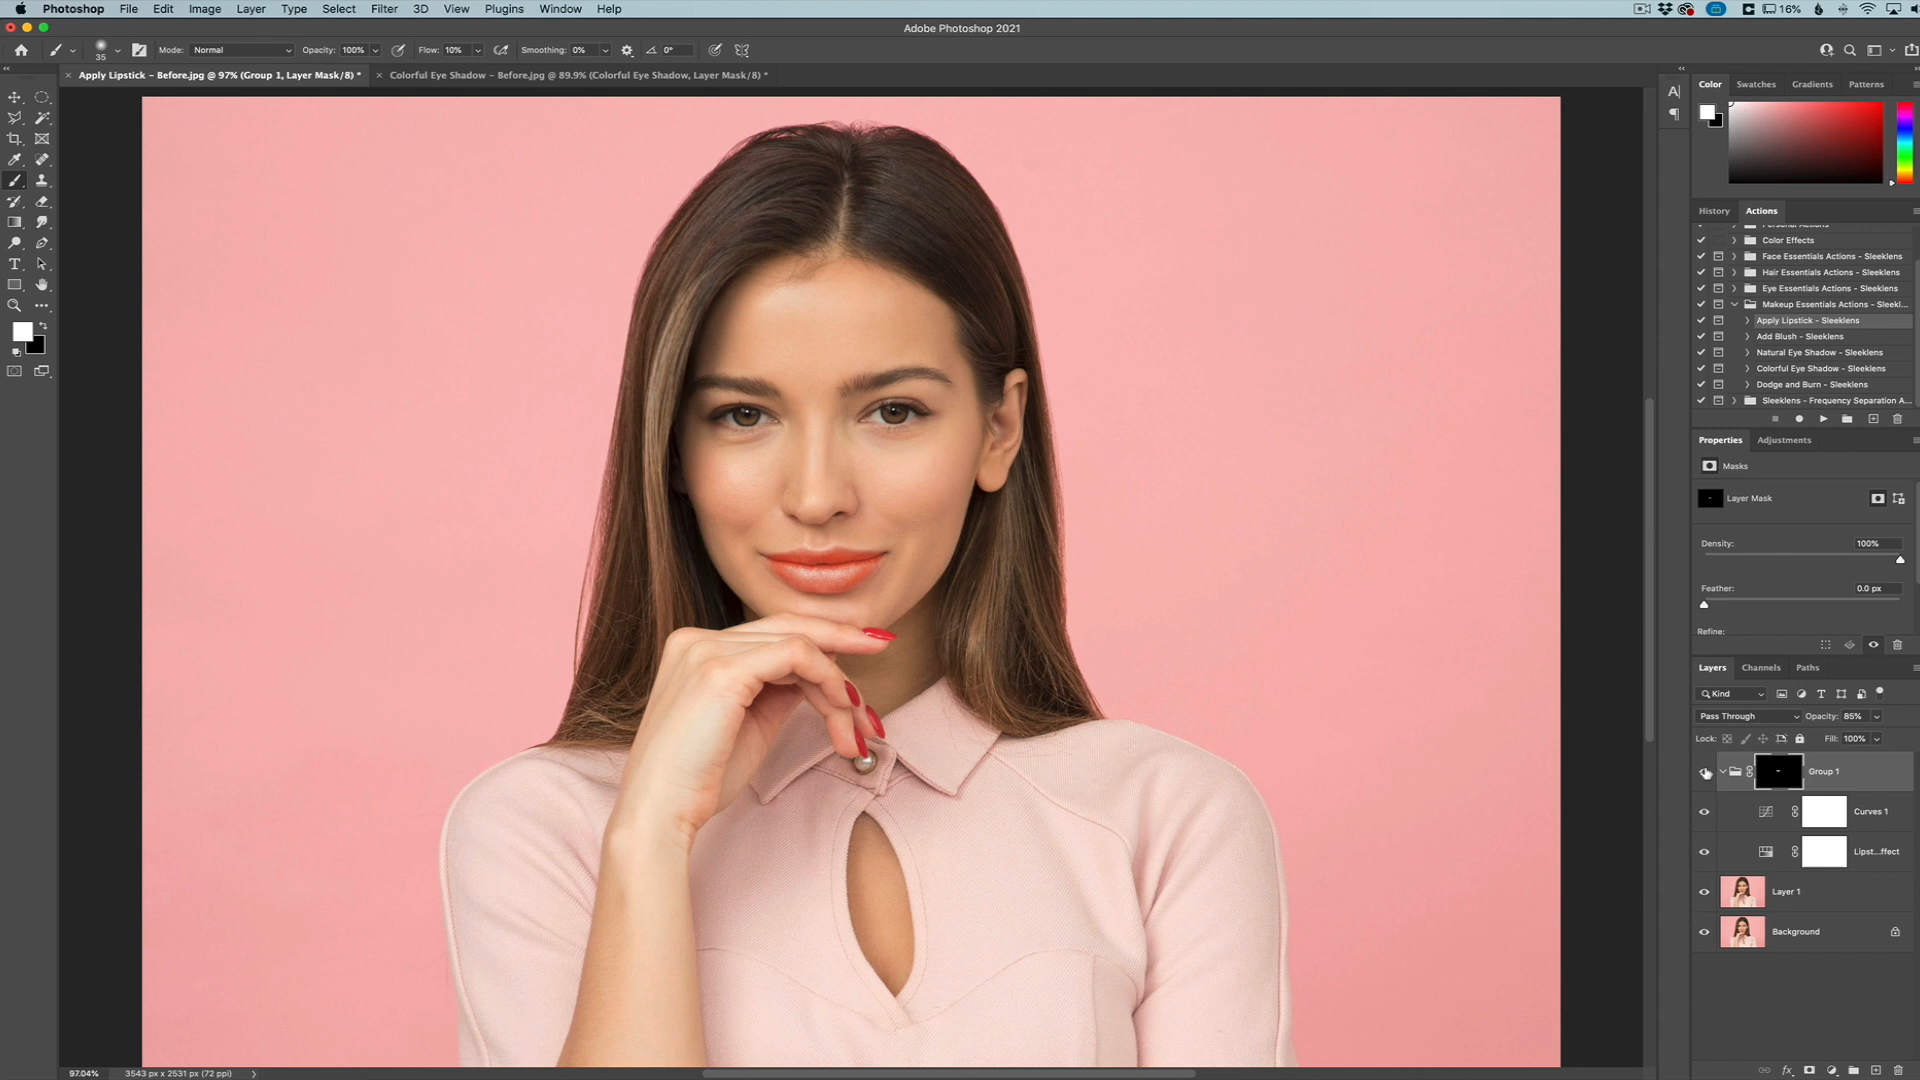 Photoshop File Edit Image Layer Type Select Filter 3D View Plugins Window Help 16%
Adobe Photoshop 2021
35 Mode: Normal Opacity: 100% Flow: 10% Smoothing: 0% 0°
× Apply Lipstick – Before.jpg @ 97% (Group 1, Layer Mask/8) * × Colorful Eye Shadow – Before.jpg @ 89.9% (Colorful Eye Shadow, Layer Mask/8) *
Color Swatches Gradients Patterns
History Actions
Personal Actions
Color Effects
Face Essentials Actions - Sleeklens
Hair Essentials Actions - Sleeklens
Eye Essentials Actions - Sleeklens
Makeup Essentials Actions - Sleekl...
Apply Lipstick - Sleeklens
Add Blush - Sleeklens
Natural Eye Shadow - Sleeklens
Colorful Eye Shadow - Sleeklens
Dodge and Burn - Sleeklens
Sleeklens - Frequency Separation A...
Properties Adjustments
Masks
Layer Mask
Density: 100%
Feather: 0.0 px
Refine:
Layers Channels Paths
Kind
Pass Through Opacity: 85%
Lock: Fill: 100%
Group 1
Curves 1
Lipst...ffect
Layer 1
Background
97.04% 3543 px x 2531 px (72 ppi)